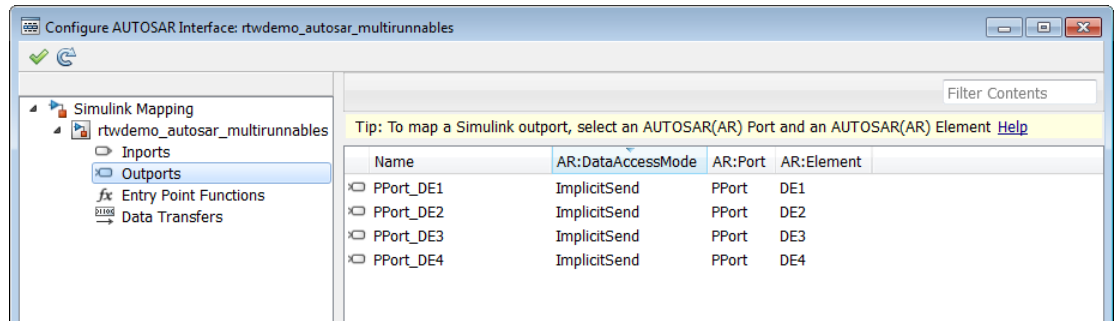 Configure AUTOSAR Interface: rtwdemo_autosar_multirunnables
Filter Contents
Simulink Mapping
rtwdemo_autosar_multirunnables
Inports
Outports
fx Entry Point Functions
Data Transfers
Tip: To map a Simulink outport, select an AUTOSAR(AR) Port and an AUTOSAR(AR) Element Help
Name AR:DataAccessMode AR:Port AR:Element
PPort_DE1 ImplicitSend PPort DE1
PPort_DE2 ImplicitSend PPort DE2
PPort_DE3 ImplicitSend PPort DE3
PPort_DE4 ImplicitSend PPort DE4